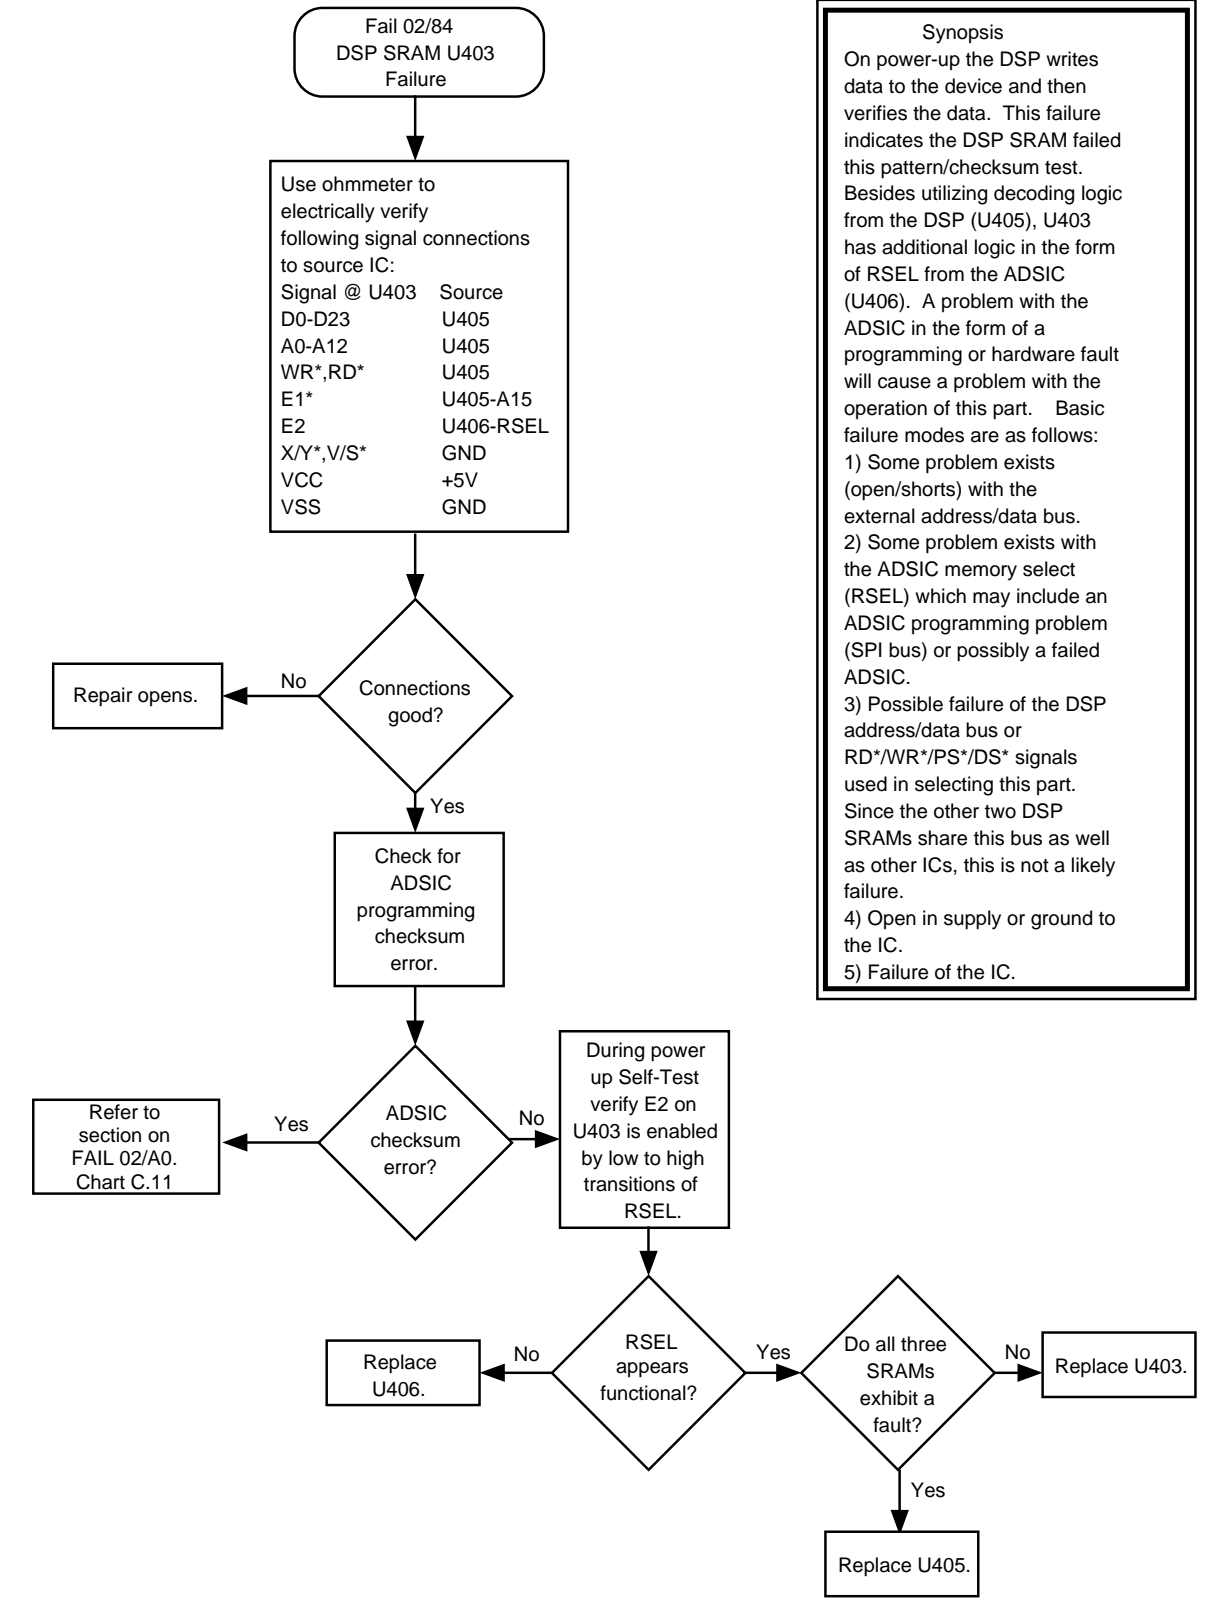 Fail 02/84
DSP SRAM U403
Failure
Use ohmmeter to
electrically verify
following signal connections
to source IC:
Signal @ U403 Source
D0-D23 U405
A0-A12 U405
WR*,RD* U405
E1* U405-A15
E2 U406-RSEL
X/Y*,V/S* GND
VCC +5V
VSS GND
Connections
good?
No
Repair opens.
Yes
Check for
ADSIC
programming
checksum
error.
ADSIC
checksum
error?
Yes
Refer to
section on
FAIL 02/A0.
Chart C.11
No
During power
up Self-Test
verify E2 on
U403 is enabled
by low to high
transitions of
RSEL.
RSEL
appears
functional?
No
Replace
U406.
Yes
Do all three
SRAMs
exhibit a
fault?
No
Replace U403.
Yes
Replace U405.
Synopsis
On power-up the DSP writes
data to the device and then
verifies the data. This failure
indicates the DSP SRAM failed
this pattern/checksum test.
Besides utilizing decoding logic
from the DSP (U405), U403
has additional logic in the form
of RSEL from the ADSIC
(U406). A problem with the
ADSIC in the form of a
programming or hardware fault
will cause a problem with the
operation of this part. Basic
failure modes are as follows:
1) Some problem exists
(open/shorts) with the
external address/data bus.
2) Some problem exists with
the ADSIC memory select
(RSEL) which may include an
ADSIC programming problem
(SPI bus) or possibly a failed
ADSIC.
3) Possible failure of the DSP
address/data bus or
RD*/WR*/PS*/DS* signals
used in selecting this part.
Since the other two DSP
SRAMs share this bus as well
as other ICs, this is not a likely
failure.
4) Open in supply or ground to
the IC.
5) Failure of the IC.